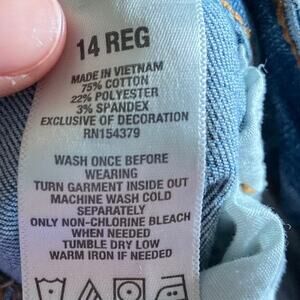 14 REG
MADE IN VIETNAM
75% COTTON
22% POLYESTER
3% SPANDEX
EXCLUSIVE OF DECORATION
RN154379
WASH ONCE BEFORE
WEARING
TURN GARMENT INSIDE OUT
MACHINE WASH COLD
SEPARATELY
ONLY NON-CHLORINE BLEACH
WHEN NEEDED
TUMBLE DRY LOW
WARM IRON IF NEEDED